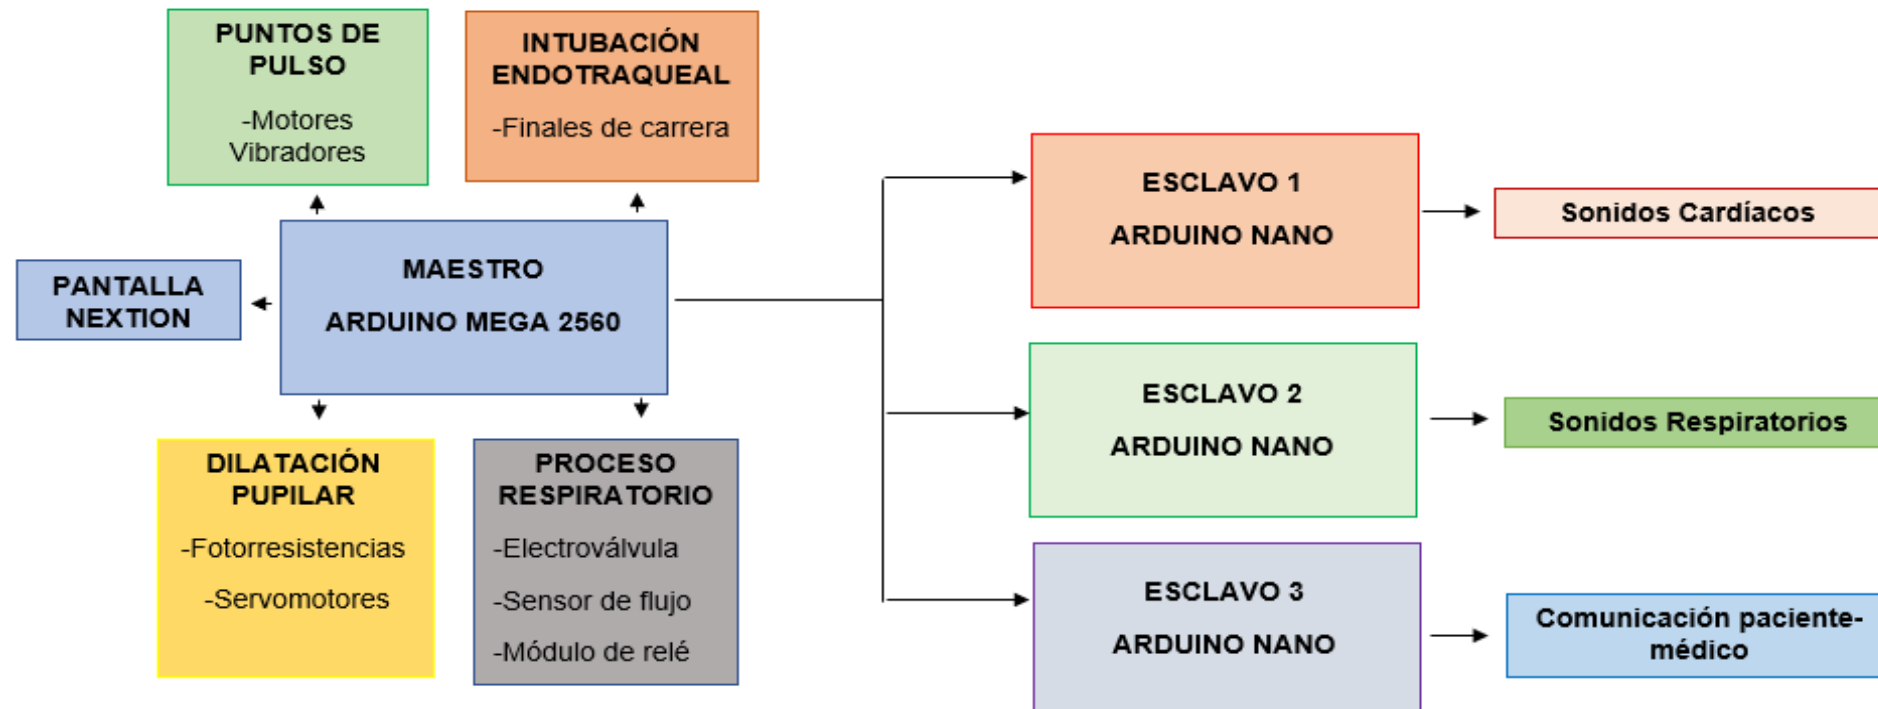 PUNTOS DE
PULSO
-Motores
Vibradores
INTUBACIÓN
ENDOTRAQUEAL
-Finales de carrera
PANTALLA
NEXTION
MAESTRO
ARDUINO MEGA 2560
DILATACIÓN
PUPILAR
-Fotorresistencias
-Servomotores
PROCESO
RESPIRATORIO
-Electroválvula
-Sensor de flujo
-Módulo de relé
ESCLAVO 1
ARDUINO NANO
Sonidos Cardíacos
ESCLAVO 2
ARDUINO NANO
Sonidos Respiratorios
ESCLAVO 3
ARDUINO NANO
Comunicación paciente-
médico